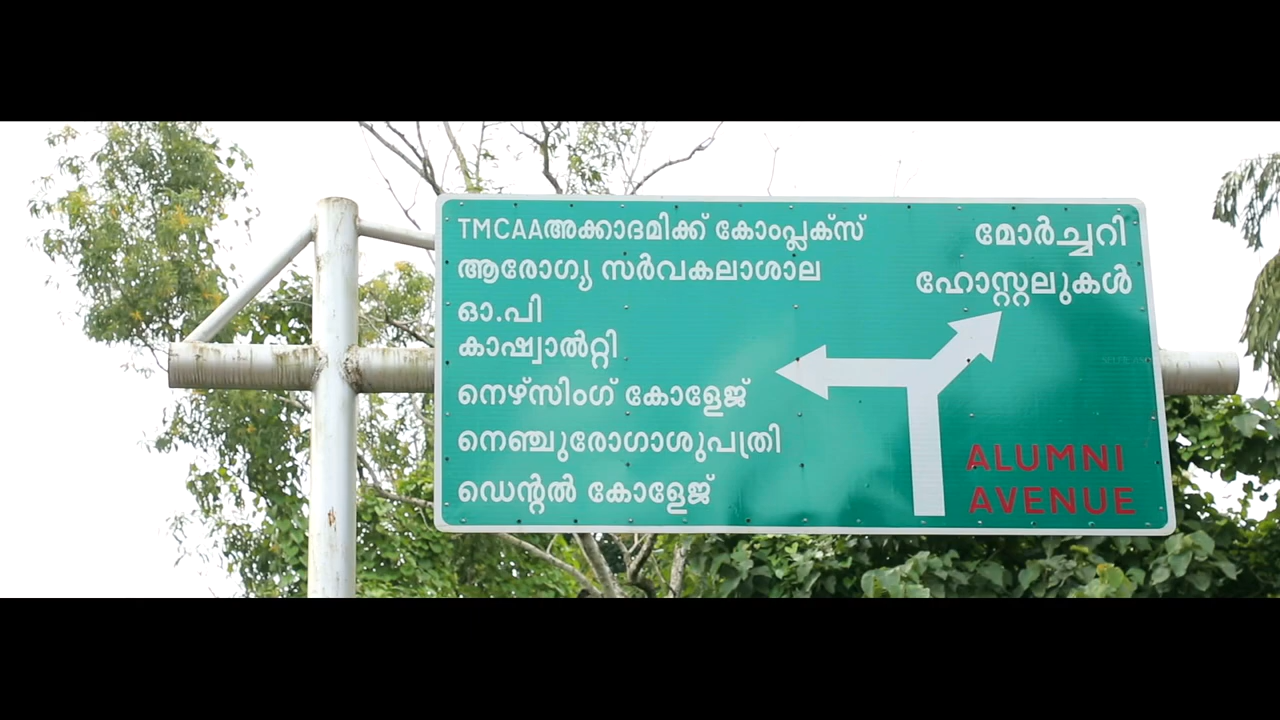 TMCAAഅക്കാദമിക്ക് കോംപ്ലക്സ്
ആരോഗ്യ സർവകലാശാല
ഓ.പി
കാഷ്വാൽറ്റി
നെഴ്സിംഗ് കോളേജ്
നെഞ്ചുരോഗാശുപത്രി
ഡെന്റൽ കോളേജ്
മോർച്ചറി
ഹോസ്റ്റലുകൾ
ALUMNI
AVENUE